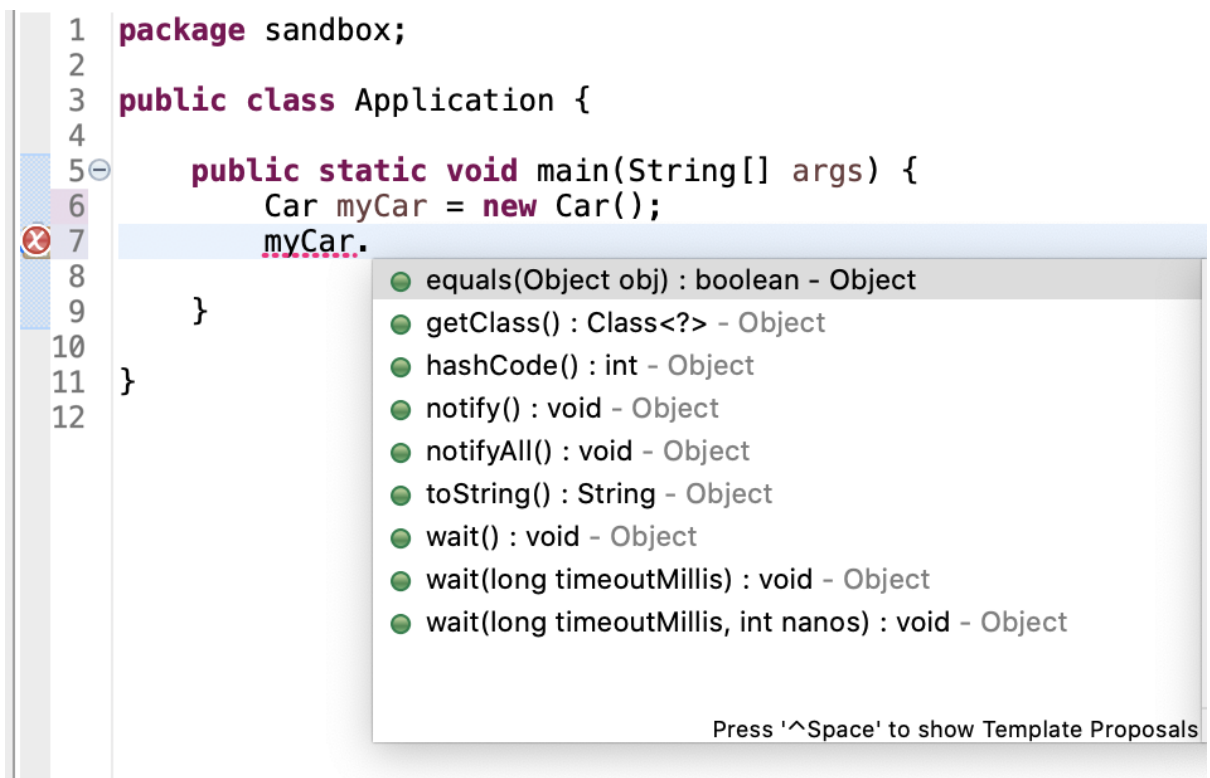 1 package sandbox;
2
3 public class Application {
4
5 public static void main(String[] args) {
6 Car myCar = new Car();
7 myCar.
8
9 }
10
11 }
12
equals(Object obj) : boolean - Object
getClass() : Class<?> - Object
hashCode() : int - Object
notify() : void - Object
notifyAll() : void - Object
toString() : String - Object
wait() : void - Object
wait(long timeoutMillis) : void - Object
wait(long timeoutMillis, int nanos) : void - Object
Press '^Space' to show Template Proposals